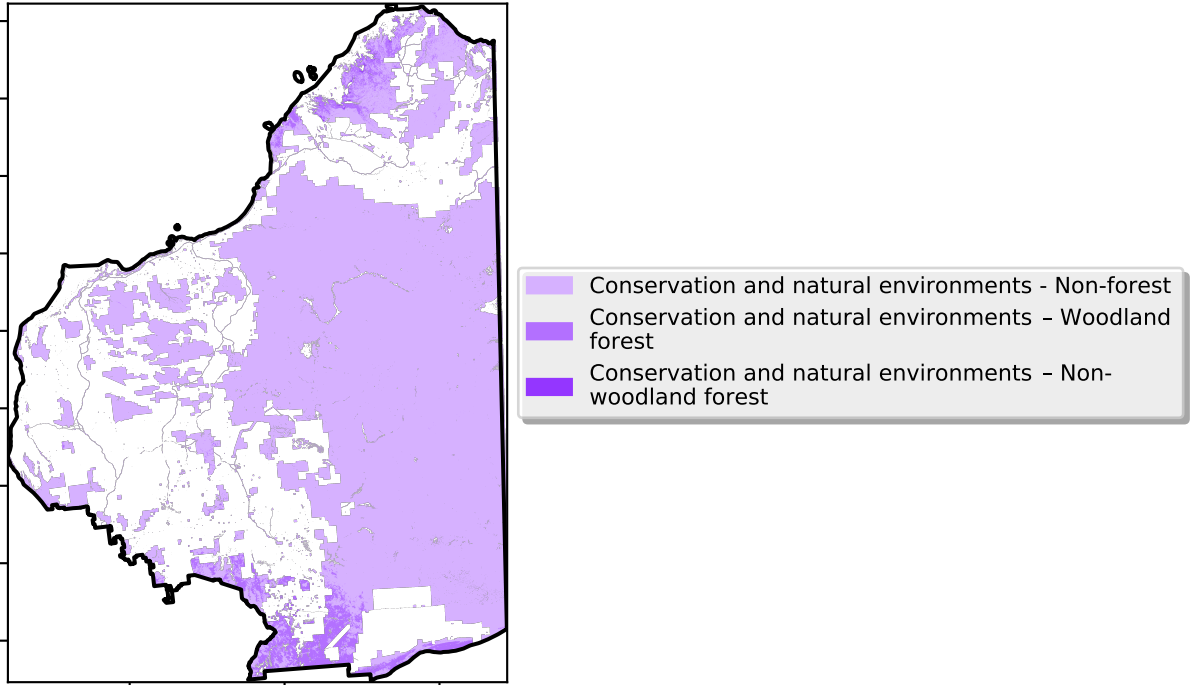 Conservation and natural environments - Non-forest
Conservation and natural environments – Woodland
forest
Conservation and natural environments – Non-
woodland forest